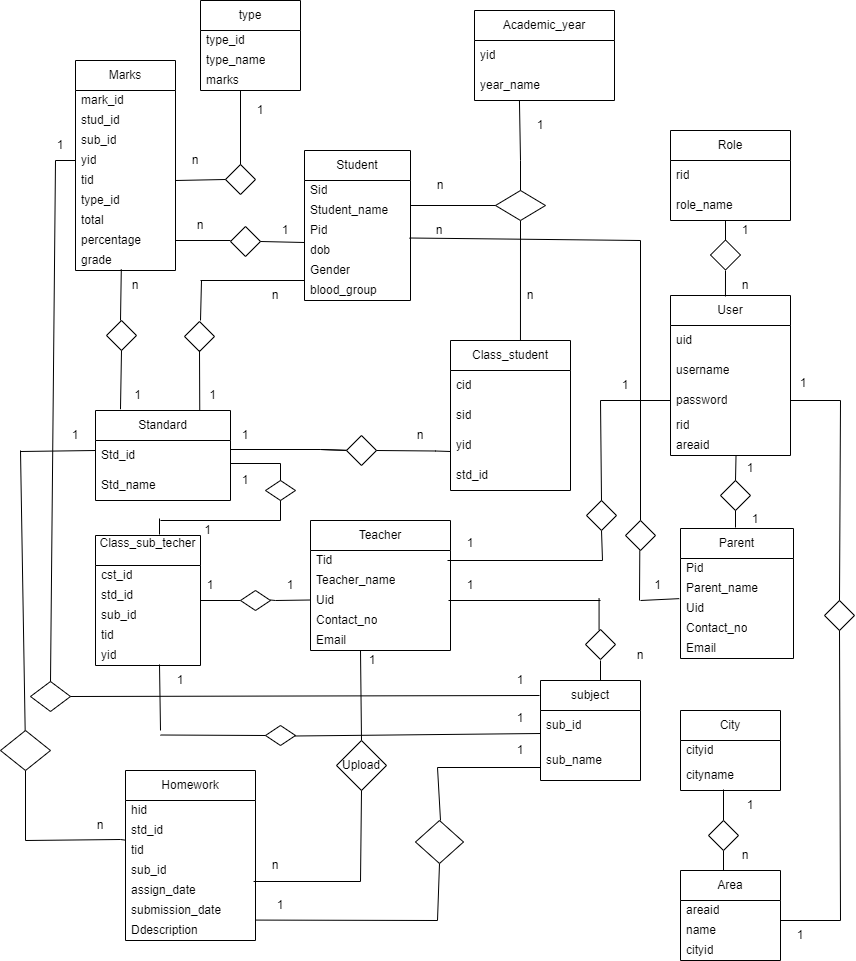 type
type_id
type_name
marks
1
Academic_year
yid
year_name
1
Marks
mark_id
stud_id
sub_id
yid
tid
type_id
total
percentage
grade
1
n
n
n
Student
Sid
Student_name
Pid
dob
Gender
blood_group
1
n
n
n
n
Role
rid
role_name
1
n
User
uid
username
password
rid
areaid
1
1
1
Class_student
cid
sid
yid
std_id
n
Standard
Std_id
Std_name
1
1
1
1
1
Class_sub_techer
cst_id
std_id
sub_id
tid
yid
1
1
1
Teacher
Tid
Teacher_name
Uid
Contact_no
Email
1
1
1
1
Parent
Pid
Parent_name
Uid
Contact_no
Email
1
1
subject
sub_id
sub_name
n
1
1
1
Upload
Homework
hid
std_id
tid
sub_id
assign_date
submission_date
Ddescription
n
n
1
City
cityid
cityname
1
n
Area
areaid
name
cityid
1